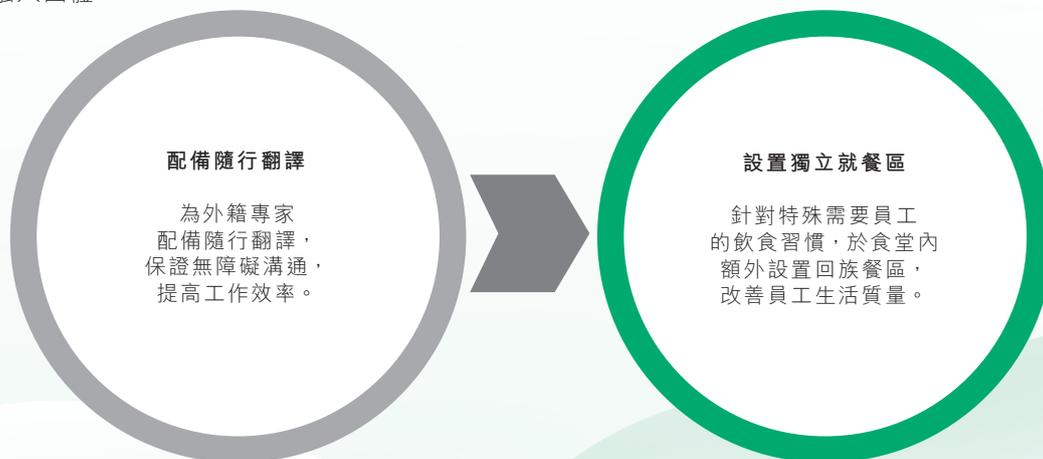 配備隨行翻譯
為外籍專家
配備隨行翻譯，
保證無障礙溝通，
提高工作效率。
設置獨立就餐區
針對特殊需要員工
的飲食習慣，於食堂內
額外設置回族餐區，
改善員工生活質量。